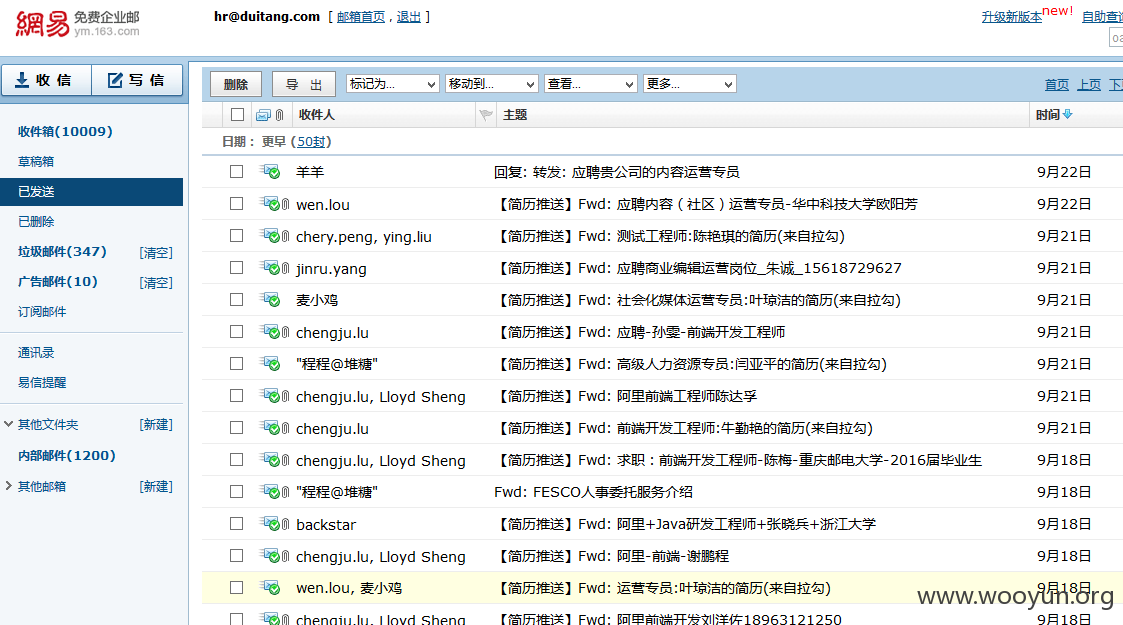 網易 免费企业邮 ym.163.com
hr@duitang.com [ 邮箱首页 , 退出 ]
升级新版本 new! 自助查询
收 信 写 信
删除 导 出 标记为... 移动到... 查看... 更多... 首页 上页
收件人 主题 时间
日期： 更早 (50封)
收件箱(10009)
草稿箱
已发送
已删除
垃圾邮件(347) [清空]
广告邮件(10) [清空]
订阅邮件
通讯录
易信提醒
其他文件夹 [新建]
内部邮件(1200)
其他邮箱 [新建]
羊羊 回复: 转发: 应聘贵公司的内容运营专员 9月22日
wen.lou 【简历推送】Fwd: 应聘内容（社区）运营专员-华中科技大学欧阳芳 9月22日
chery.peng, ying.liu 【简历推送】Fwd: 测试工程师:陈艳琪的简历(来自拉勾) 9月21日
jinru.yang 【简历推送】Fwd: 应聘商业编辑运营岗位_朱诚_15618729627 9月21日
麦小鸡 【简历推送】Fwd: 社会化媒体运营专员:叶琼洁的简历(来自拉勾) 9月21日
chengju.lu 【简历推送】Fwd: 应聘-孙雯-前端开发工程师 9月21日
"程程@堆糖" 【简历推送】Fwd: 高级人力资源专员:闫亚平的简历(来自拉勾) 9月21日
chengju.lu, Lloyd Sheng 【简历推送】Fwd: 阿里前端工程师陈达孚 9月21日
chengju.lu 【简历推送】Fwd: 前端开发工程师:牛勤艳的简历(来自拉勾) 9月21日
chengju.lu, Lloyd Sheng 【简历推送】Fwd: 求职：前端开发工程师-陈梅-重庆邮电大学-2016届毕业生 9月18日
"程程@堆糖" Fwd: FESCO人事委托服务介绍 9月18日
backstar 【简历推送】Fwd: 阿里+Java研发工程师+张晓兵+浙江大学 9月18日
chengju.lu, Lloyd Sheng 【简历推送】Fwd: 阿里-前端-谢鹏程 9月18日
wen.lou, 麦小鸡 【简历推送】Fwd: 运营专员:叶琼洁的简历(来自拉勾) 9月18日
chengju.lu, Lloyd Sheng 【简历推送】Fwd: 阿里前端开发刘洋佐18963121250 9月18日
www.wooyun.org